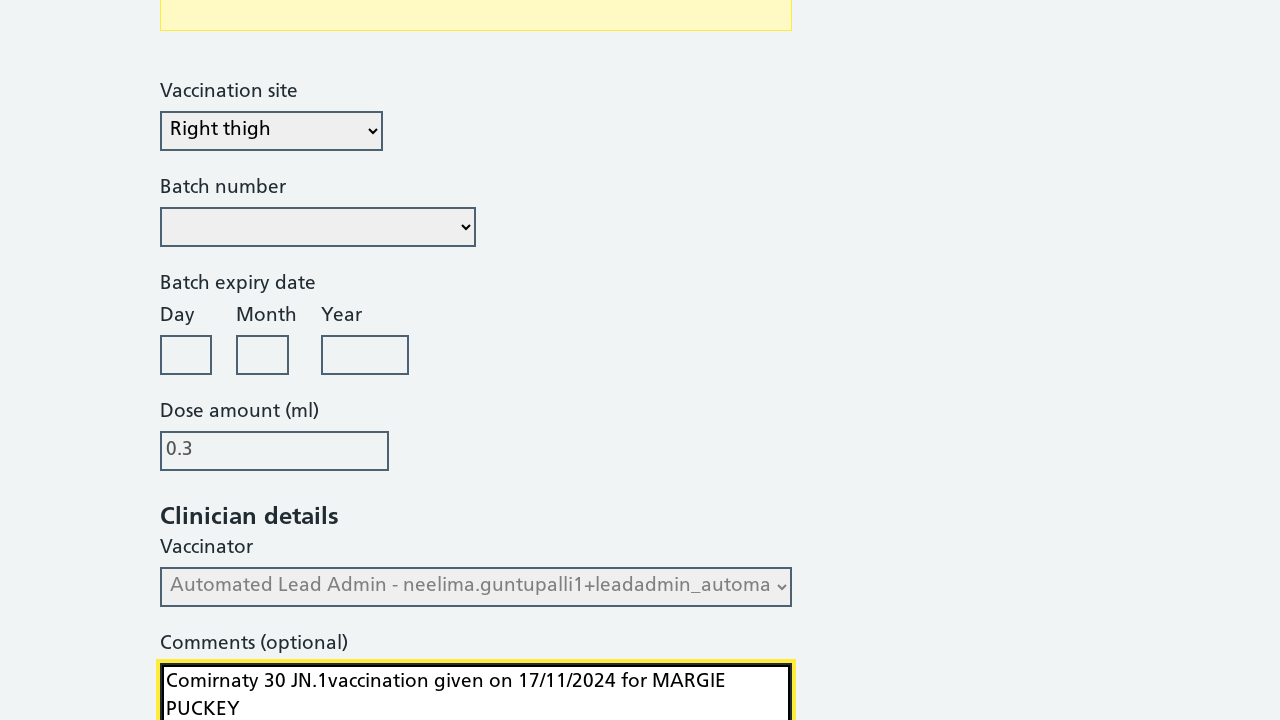 Vaccination site
Right thigh
Batch number
Batch expiry date
Day Month Year
Dose amount (ml)
0.3
Clinician details
Vaccinator
Automated Lead Admin - neelima.guntupalli1+leadadmin_automa
Comments (optional)
Comirnaty 30 JN.1vaccination given on 17/11/2024 for MARGIE
PUCKEY